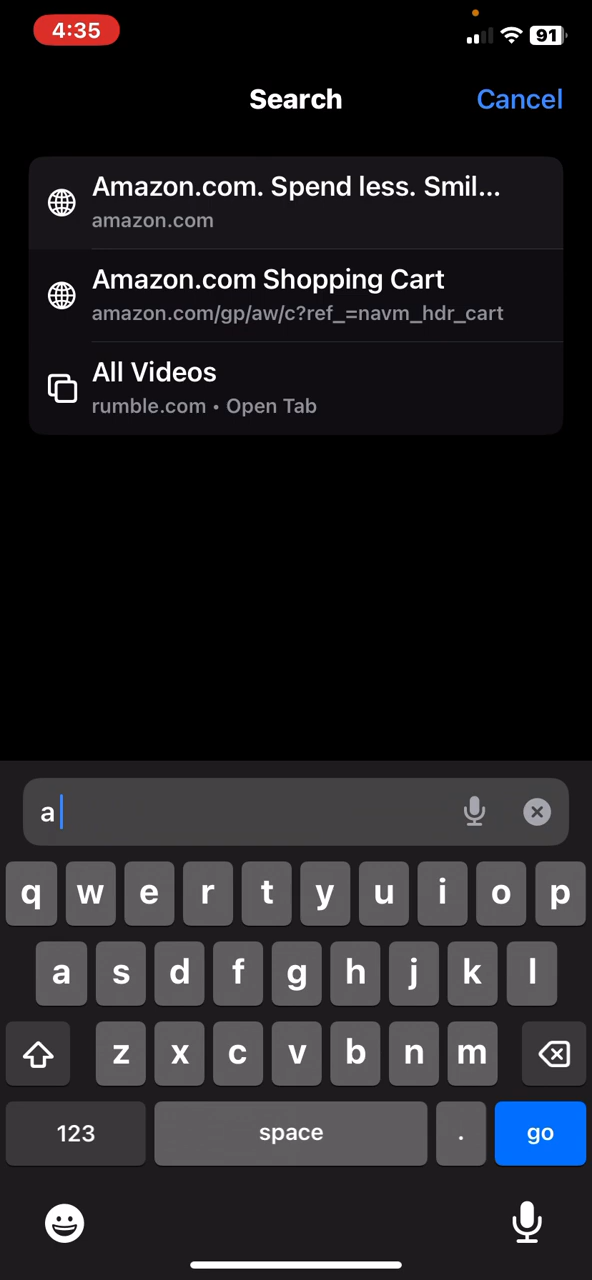 4:35
91
Search
Cancel
Amazon.com. Spend less. Smil...
amazon.com
Amazon.com Shopping Cart
amazon.com/gp/aw/c?ref_=navm_hdr_cart
All Videos
rumble.com • Open Tab
a
q w e r t y u i o p
a s d f g h j k l
z x c v b n m
123 space . go